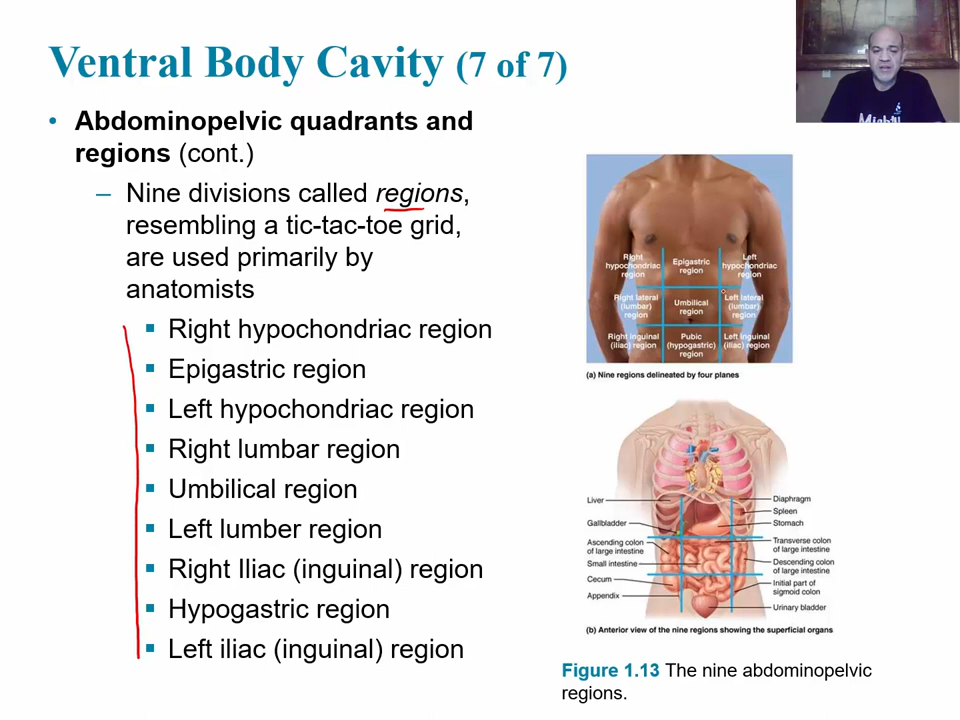 Ventral Body Cavity (7 of 7)
• Abdominopelvic quadrants and
regions (cont.)
– Nine divisions called regions,
resembling a tic-tac-toe grid,
are used primarily by
anatomists
▪ Right hypochondriac region
▪ Epigastric region
▪ Left hypochondriac region
▪ Right lumbar region
▪ Umbilical region
▪ Left lumber region
▪ Right Iliac (inguinal) region
▪ Hypogastric region
▪ Left iliac (inguinal) region
Right
hypochondriac
region
Epigastric
region
Left
hypochondriac
region
Right lateral
(lumbar)
region
Umbilical
region
Left lateral
(lumbar)
region
Right inguinal
(iliac) region
Pubic
(hypogastric)
region
Left inguinal
(iliac) region
(a) Nine regions delineated by four planes
Liver
Gallbladder
Ascending colon
of large intestine
Small intestine
Cecum
Appendix
Diaphragm
Spleen
Stomach
Transverse colon
of large intestine
Descending colon
of large intestine
Initial part of
sigmoid colon
Urinary bladder
(b) Anterior view of the nine regions showing the superficial organs
Figure 1.13 The nine abdominopelvic
regions.